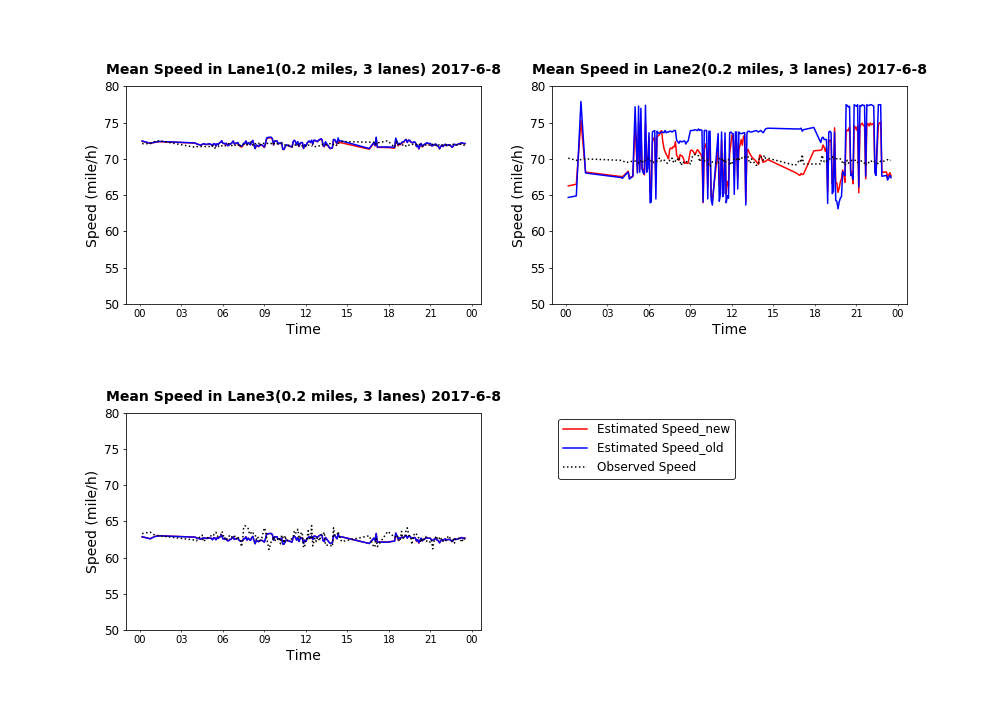 Mean Speed in Lane1(0.2 miles, 3 lanes) 2017-6-8
80
75
70
65
60
55
50
Speed (mile/h)
00 03 06 09 12 15 18 21 00
Time
Mean Speed in Lane2(0.2 miles, 3 lanes) 2017-6-8
80
75
70
65
60
55
50
Speed (mile/h)
00 03 06 09 12 15 18 21 00
Time
Mean Speed in Lane3(0.2 miles, 3 lanes) 2017-6-8
80
75
70
65
60
55
50
Speed (mile/h)
00 03 06 09 12 15 18 21 00
Time
Estimated Speed_new
Estimated Speed_old
Observed Speed